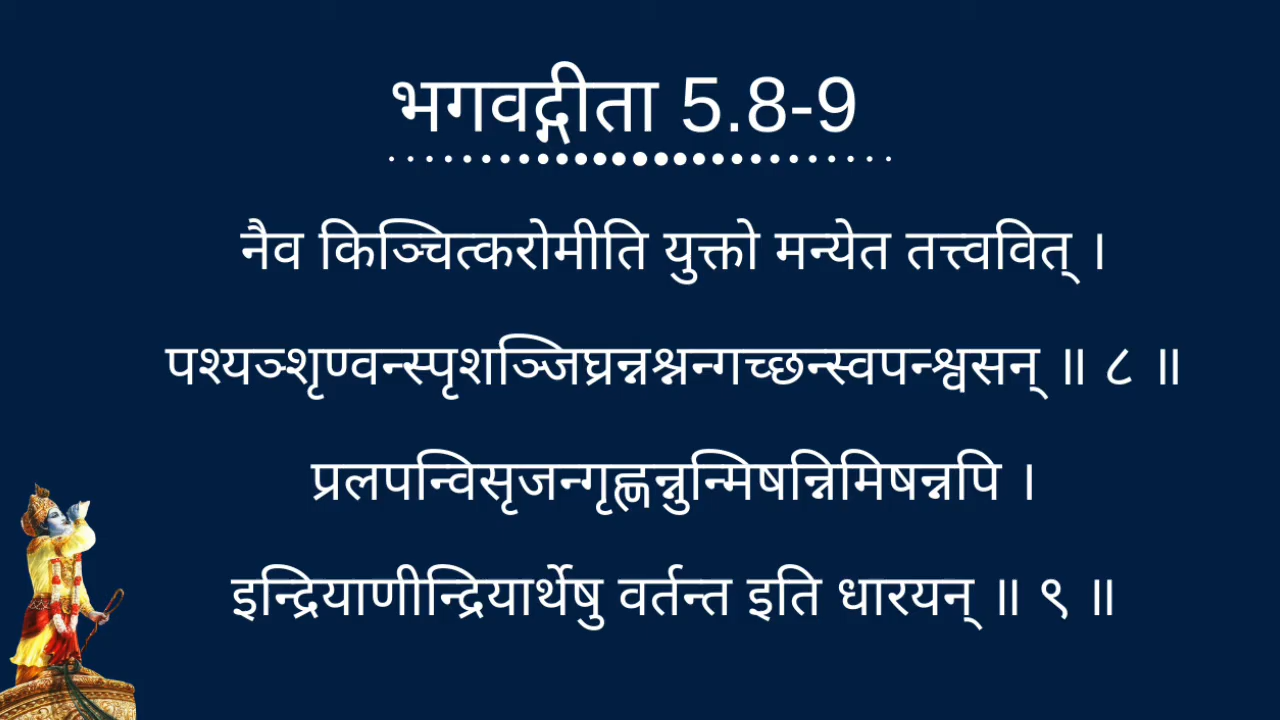 भगवद्गीता 5.8-9
नैव किञ्चित्करोमीति युक्तो मन्येत तत्त्ववित् ।
पश्यञ्शृण्वन्स्पृशञ्जिघ्रन्नश्नन्गच्छन्स्वपन्श्वसन् ॥ ८ ॥
प्रलपन्विसृजन्गृह्णन्नुन्मिषन्निमिषन्नपि ।
इन्द्रियाणीन्द्रियार्थेषु वर्तन्त इति धारयन् ॥ ९ ॥